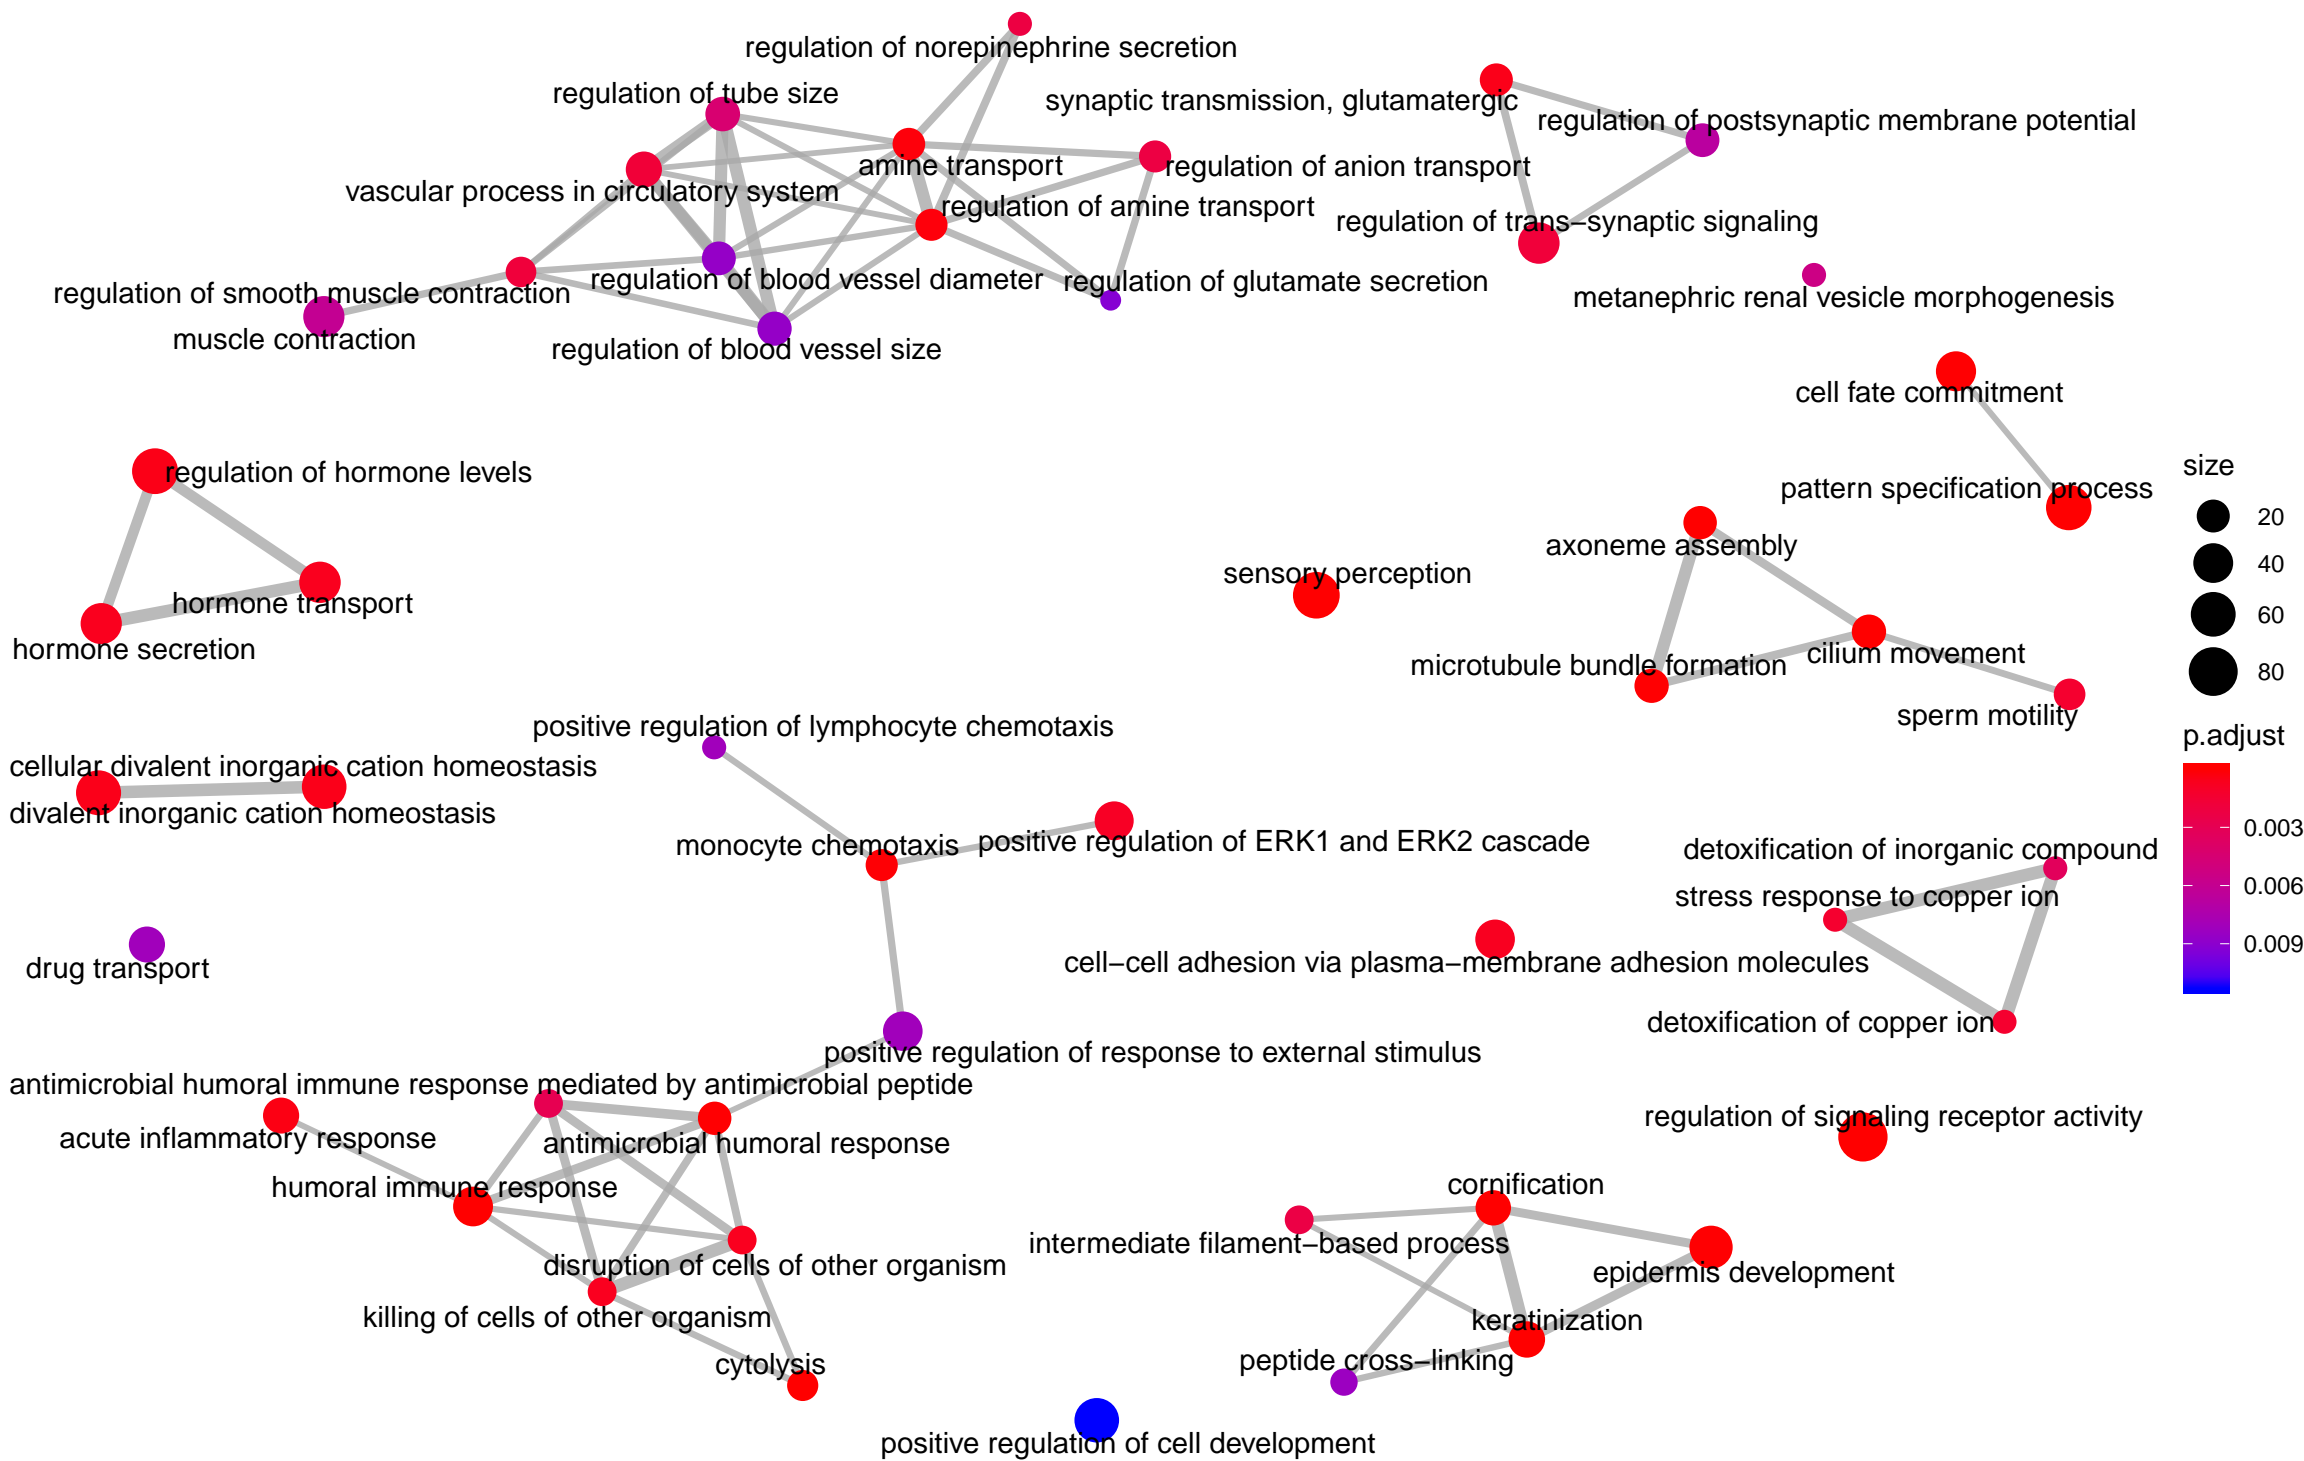 regulation of norepinephrine secretion
regulation of tube size
synaptic transmission, glutamatergic
regulation of postsynaptic membrane potential
amine transport
regulation of anion transport
vascular process in circulatory system
regulation of amine transport
regulation of trans−synaptic signaling
regulation of blood vessel diameter
regulation of glutamate secretion
regulation of smooth muscle contraction
metanephric renal vesicle morphogenesis
muscle contraction
regulation of blood vessel size
cell fate commitment
regulation of hormone levels
pattern specification process
axoneme assembly
sensory perception
hormone transport
hormone secretion
cilium movement
microtubule bundle formation
sperm motility
positive regulation of lymphocyte chemotaxis
cellular divalent inorganic cation homeostasis
divalent inorganic cation homeostasis
monocyte chemotaxis
positive regulation of ERK1 and ERK2 cascade
detoxification of inorganic compound
stress response to copper ion
drug transport
cell−cell adhesion via plasma−membrane adhesion molecules
detoxification of copper ion
positive regulation of response to external stimulus
antimicrobial humoral immune response mediated by antimicrobial peptide
acute inflammatory response
antimicrobial humoral response
regulation of signaling receptor activity
humoral immune response
cornification
intermediate filament−based process
disruption of cells of other organism
epidermis development
killing of cells of other organism
keratinization
cytolysis
peptide cross−linking
positive regulation of cell development
size
20
40
60
80
p.adjust
0.003
0.006
0.009